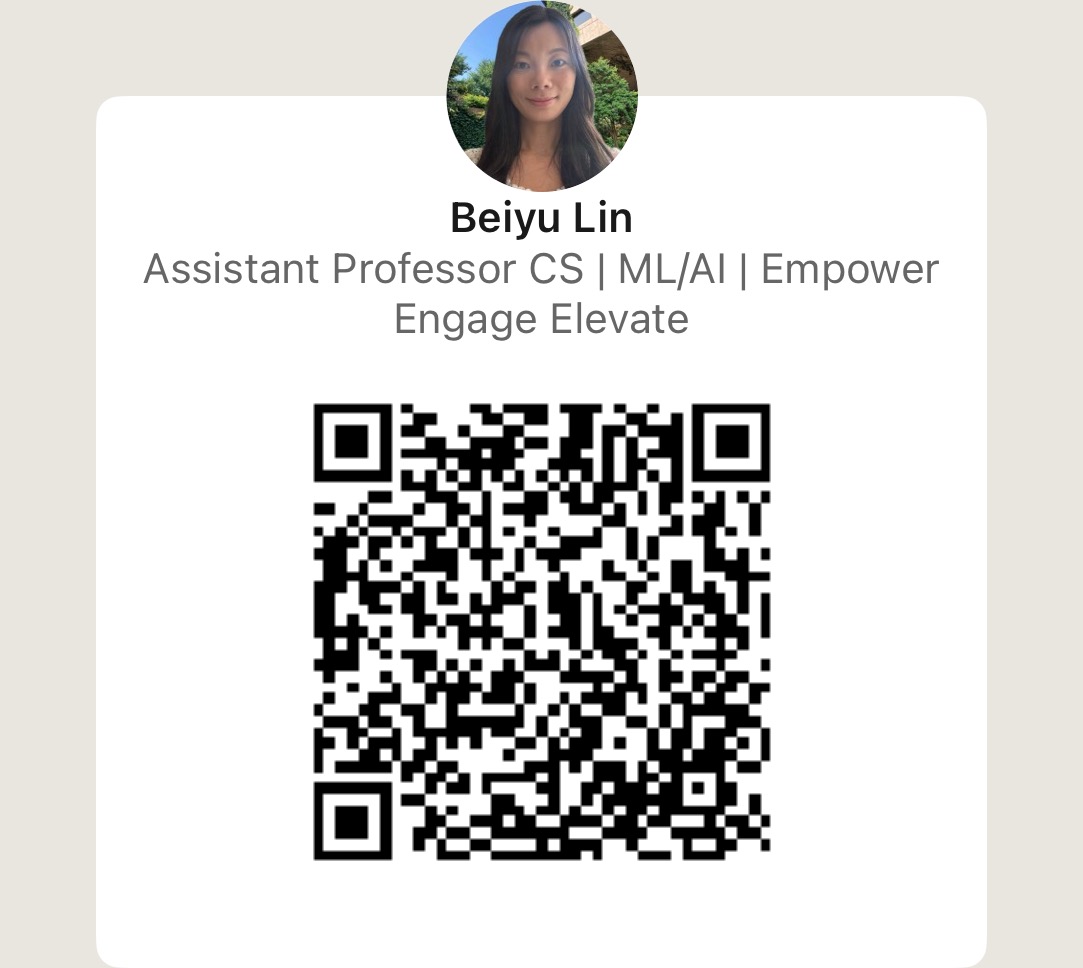 Beiyu Lin
Assistant Professor CS | ML/AI | Empower
Engage Elevate